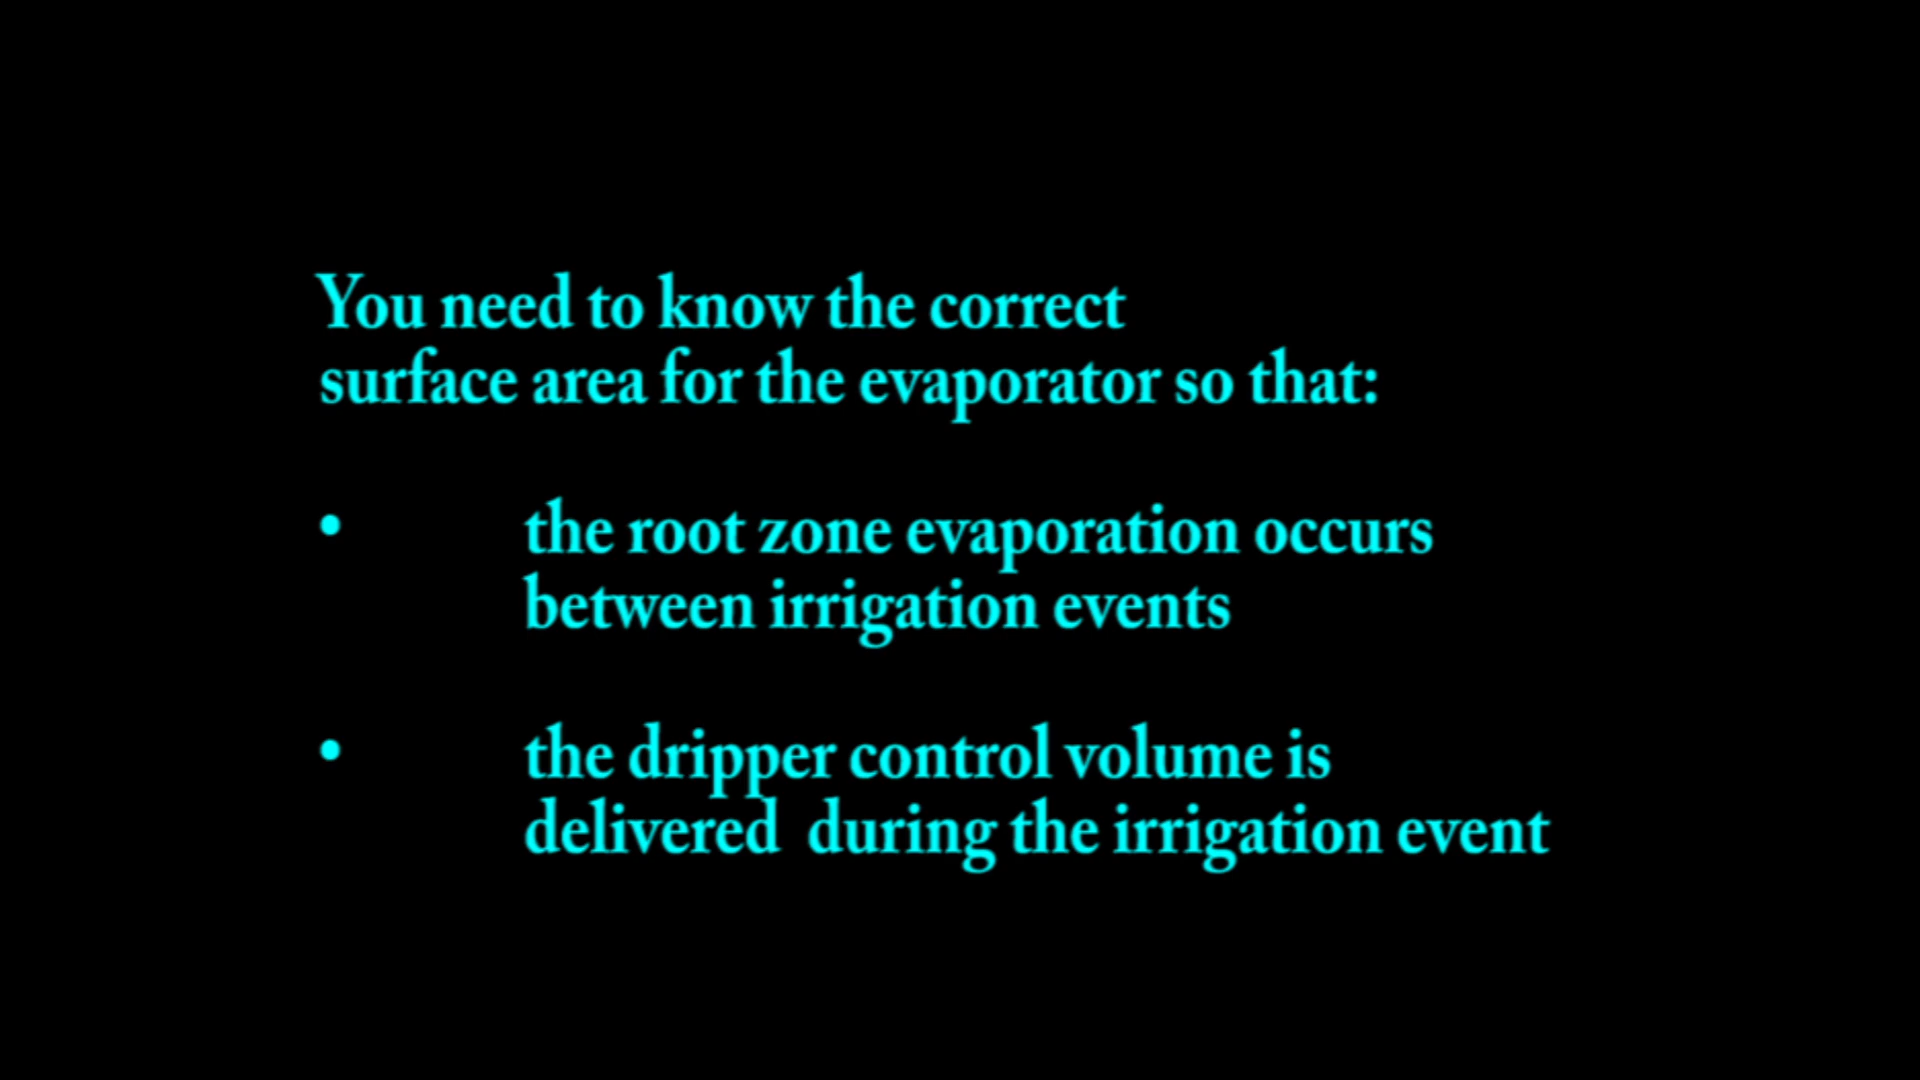 You need to know the correct
surface area for the evaporator so that:
• the root zone evaporation occurs
between irrigation events
• the dripper control volume is
delivered  during the irrigation event